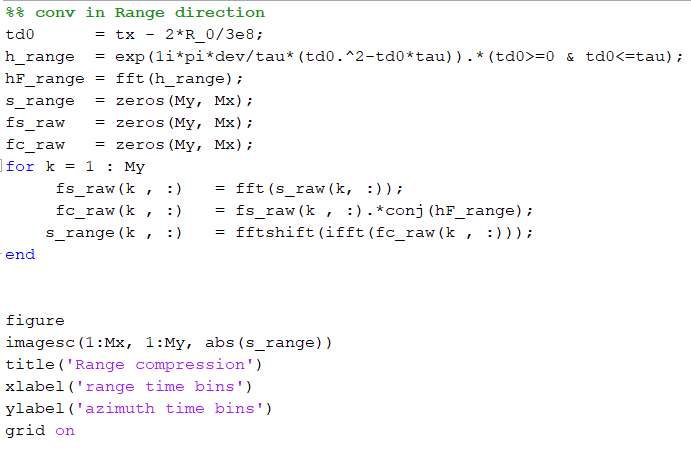 %% conv in Range direction
td0      = tx - 2*R_0/3e8;
h_range  = exp(1i*pi*dev/tau*(td0.^2-td0*tau)).*(td0>=0 & td0<=tau);
hF_range = fft(h_range);
s_range  = zeros(My, Mx);
fs_raw   = zeros(My, Mx);
fc_raw   = zeros(My, Mx);
for k = 1 : My
     fs_raw(k , :)   = fft(s_raw(k, :));
     fc_raw(k , :)   = fs_raw(k , :).*conj(hF_range);
    s_range(k , :)   = fftshift(ifft(fc_raw(k , :)));
end
figure
imagesc(1:Mx, 1:My, abs(s_range))
title('Range compression')
xlabel('range time bins')
ylabel('azimuth time bins')
grid on